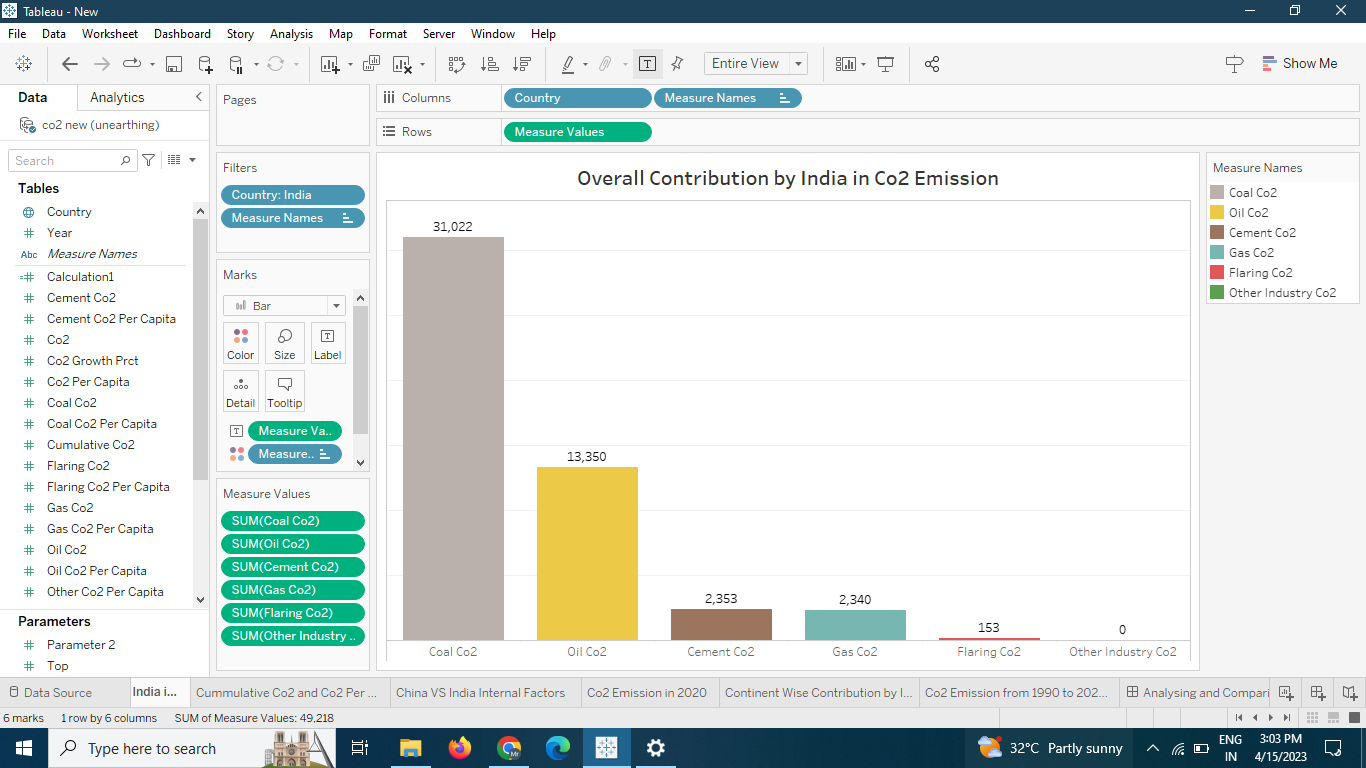 Tableau - New
File Data Worksheet Dashboard Story Analysis Map Format Server Window Help
Entire View
Show Me
Data Analytics
co2 new (unearthing)
Search
Tables
Country
Year
Abc Measure Names
Calculation1
Cement Co2
Cement Co2 Per Capita
Co2
Co2 Growth Prct
Co2 Per Capita
Coal Co2
Coal Co2 Per Capita
Cumulative Co2
Flaring Co2
Flaring Co2 Per Capita
Gas Co2
Gas Co2 Per Capita
Oil Co2
Oil Co2 Per Capita
Other Co2 Per Capita
Parameters
Parameter 2
Top
Pages
Filters
Country: India
Measure Names
Marks
Bar
Color Size Label
Detail Tooltip
Measure Va..
Measure..
Measure Values
SUM(Coal Co2)
SUM(Oil Co2)
SUM(Cement Co2)
SUM(Gas Co2)
SUM(Flaring Co2)
SUM(Other Industry ..
Columns Country Measure Names
Rows Measure Values
Overall Contribution by India in Co2 Emission
31,022
13,350
2,353
2,340
153
0
Coal Co2 Oil Co2 Cement Co2 Gas Co2 Flaring Co2 Other Industry Co2
Measure Names
Coal Co2
Oil Co2
Cement Co2
Gas Co2
Flaring Co2
Other Industry Co2
Data Source India i... Cummulative Co2 and Co2 Per ... China VS India Internal Factors Co2 Emission in 2020 Continent Wise Contribution by I... Co2 Emission from 1990 to 202... Analysing and Compari
6 marks 1 row by 6 columns SUM of Measure Values: 49,218
Type here to search
32°C Partly sunny
ENG
IN
3:03 PM
4/15/2023